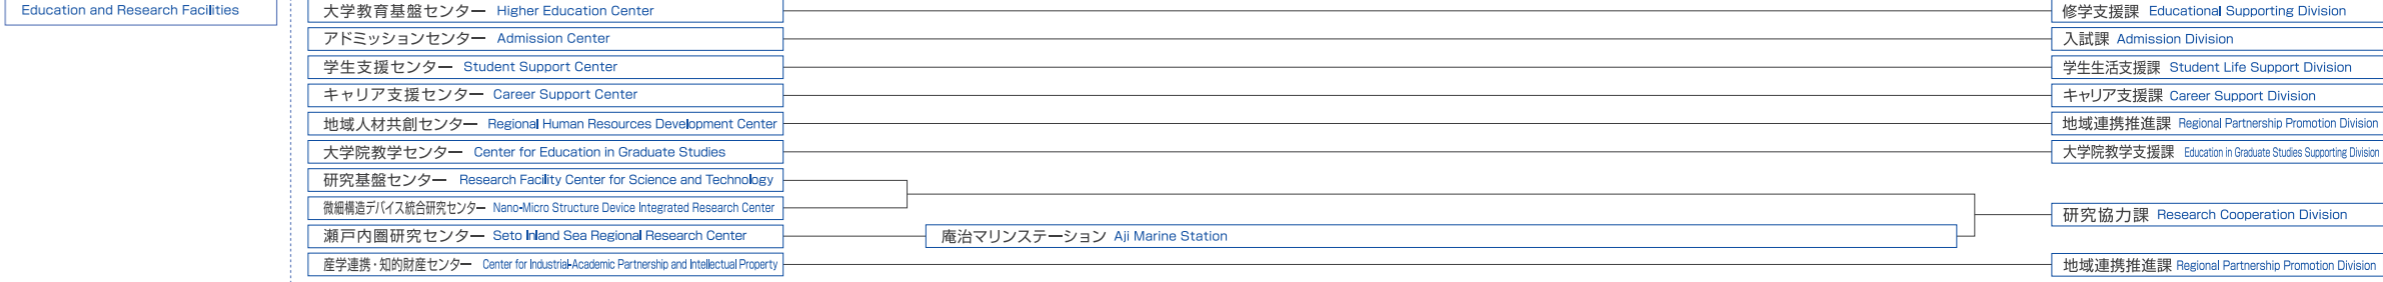 Education and Research Facilities
大学教育基盤センター Higher Education Center
修学支援課 Educational Supporting Division
アドミッションセンター Admission Center
入試課 Admission Division
学生支援センター Student Support Center
学生生活支援課 Student Life Support Division
キャリア支援センター Career Support Center
キャリア支援課 Career Support Division
地域人材共創センター Regional Human Resources Development Center
地域連携推進課 Regional Partnership Promotion Division
大学院教学センター Center for Education in Graduate Studies
大学院教学支援課 Education in Graduate Studies Supporting Division
研究基盤センター Research Facility Center for Science and Technology
微細構造デバイス統合研究センター Nano-Micro Structure Device Integrated Research Center
研究協力課 Research Cooperation Division
瀬戸内圏研究センター Seto Inland Sea Regional Research Center
庵治マリンステーション Aji Marine Station
産学連携・知的財産センター Center for Industrial-Academic Partnership and Intellectual Property
地域連携推進課 Regional Partnership Promotion Division